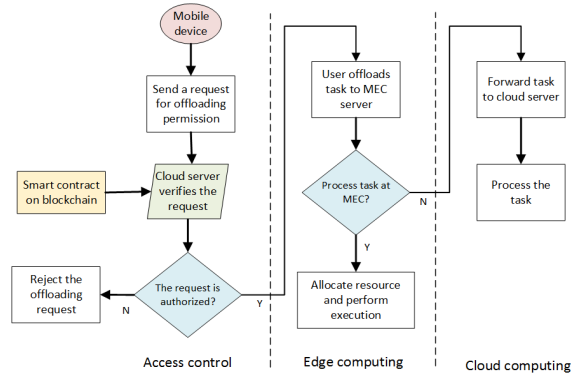 Mobile
device
Send a request
for offloading
permission
Smart contract
on blockchain
Cloud server
verifies the
request
The request is
authorized?
N
Y
Reject the
offloading
request
Access control
User offloads
task to MEC
server
Process task at
MEC?
N
Y
Allocate resource
and perform
execution
Edge computing
Forward task
to cloud server
Process the
task
Cloud computing